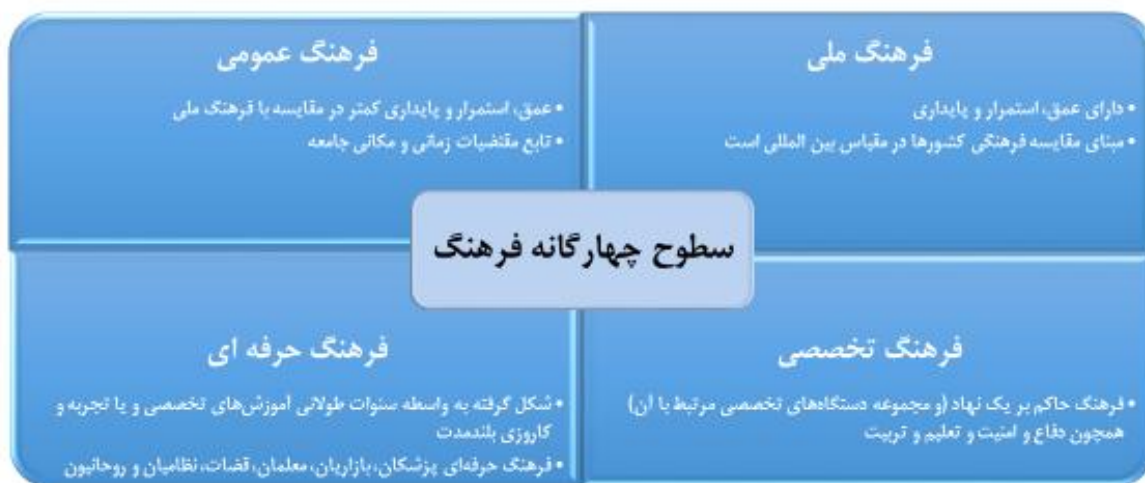 فرهنگ ملی
• دارای عمق، استمرار و پایداری
• مبنای مقایسه فرهنگی کشورها در مقیاس بین المللی است
فرهنگ عمومی
• عمق، استمرار و پایداری کمتر در مقایسه با فرهنگ ملی
• تابع مقتضیات زمانی و مکانی جامعه
سطوح چهارگانه فرهنگ
فرهنگ تخصصی
• فرهنگ حاکم بر یک نهاد (و مجموعه دستگاه‌های تخصصی مرتبط با آن)
همچون دفاع و امنیت و تعلیم و تربیت
فرهنگ حرفه ای
• شکل گرفته به واسطه سنوات طولانی آموزش‌های تخصصی و یا تجربه و
کاروزی بلندمدت
• فرهنگ حرفه‌ای پزشکان، بازاریان، معلمان، قضات، نظامیان و روحانیون